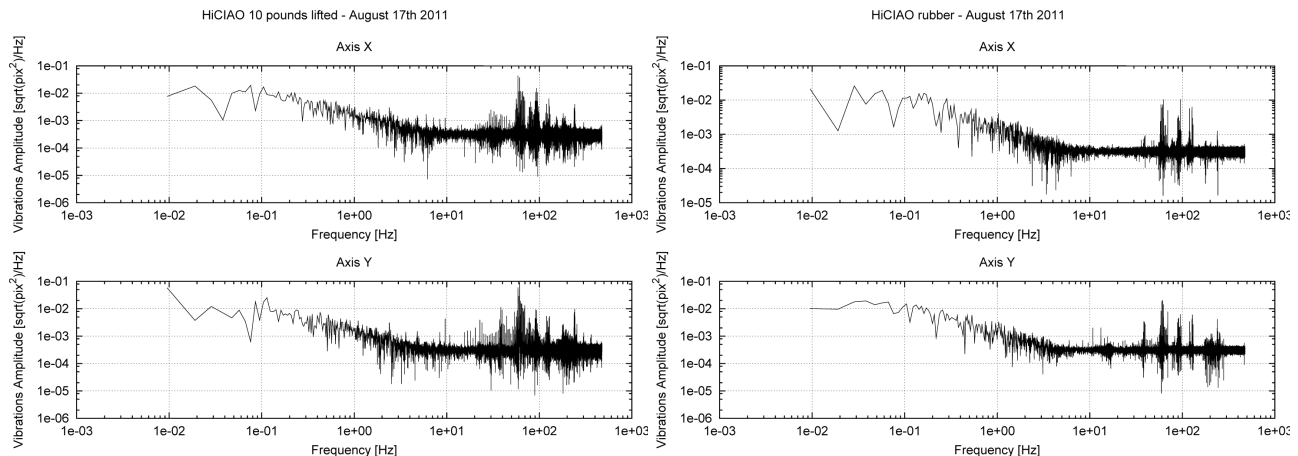 HiCIAO 10 pounds lifted - August 17th 2011
Axis X
Vibrations Amplitude [sqrt(pix²)/Hz]
1e-01
1e-02
1e-03
1e-04
1e-05
1e-06
1e-03 1e-02 1e-01 1e+00 1e+01 1e+02 1e+03
Frequency [Hz]
Axis Y
Vibrations Amplitude [sqrt(pix²)/Hz]
1e-01
1e-02
1e-03
1e-04
1e-05
1e-06
1e-03 1e-02 1e-01 1e+00 1e+01 1e+02 1e+03
Frequency [Hz]
HiCIAO rubber - August 17th 2011
Axis X
Vibrations Amplitude [sqrt(pix²)/Hz]
1e-01
1e-02
1e-03
1e-04
1e-05
1e-03 1e-02 1e-01 1e+00 1e+01 1e+02 1e+03
Frequency [Hz]
Axis Y
Vibrations Amplitude [sqrt(pix²)/Hz]
1e-01
1e-02
1e-03
1e-04
1e-05
1e-06
1e-03 1e-02 1e-01 1e+00 1e+01 1e+02 1e+03
Frequency [Hz]